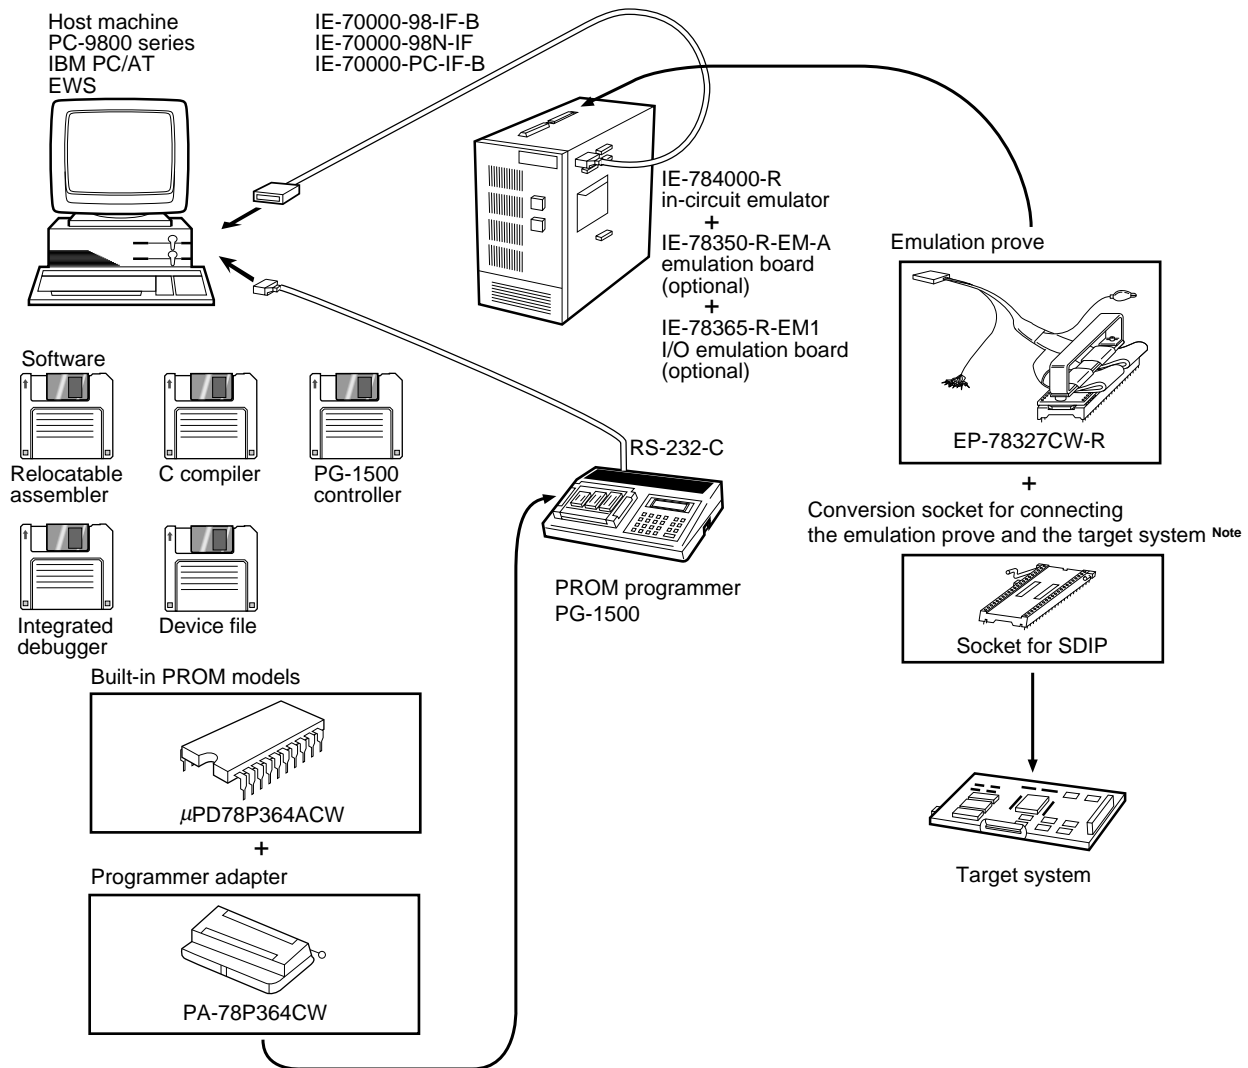 Host machine
PC-9800 series
IBM PC/AT
EWS
IE-70000-98-IF-B
IE-70000-98N-IF
IE-70000-PC-IF-B
IE-784000-R
in-circuit emulator
+
IE-78350-R-EM-A
emulation board
(optional)
+
IE-78365-R-EM1
I/O emulation board
(optional)
Emulation prove
EP-78327CW-R
+
Conversion socket for connecting
the emulation prove and the target system Note
Socket for SDIP
Target system
Software
Relocatable
assembler
C compiler
PG-1500
controller
Integrated
debugger
Device file
RS-232-C
PROM programmer
PG-1500
Built-in PROM models
μPD78P364ACW
+
Programmer adapter
PA-78P364CW